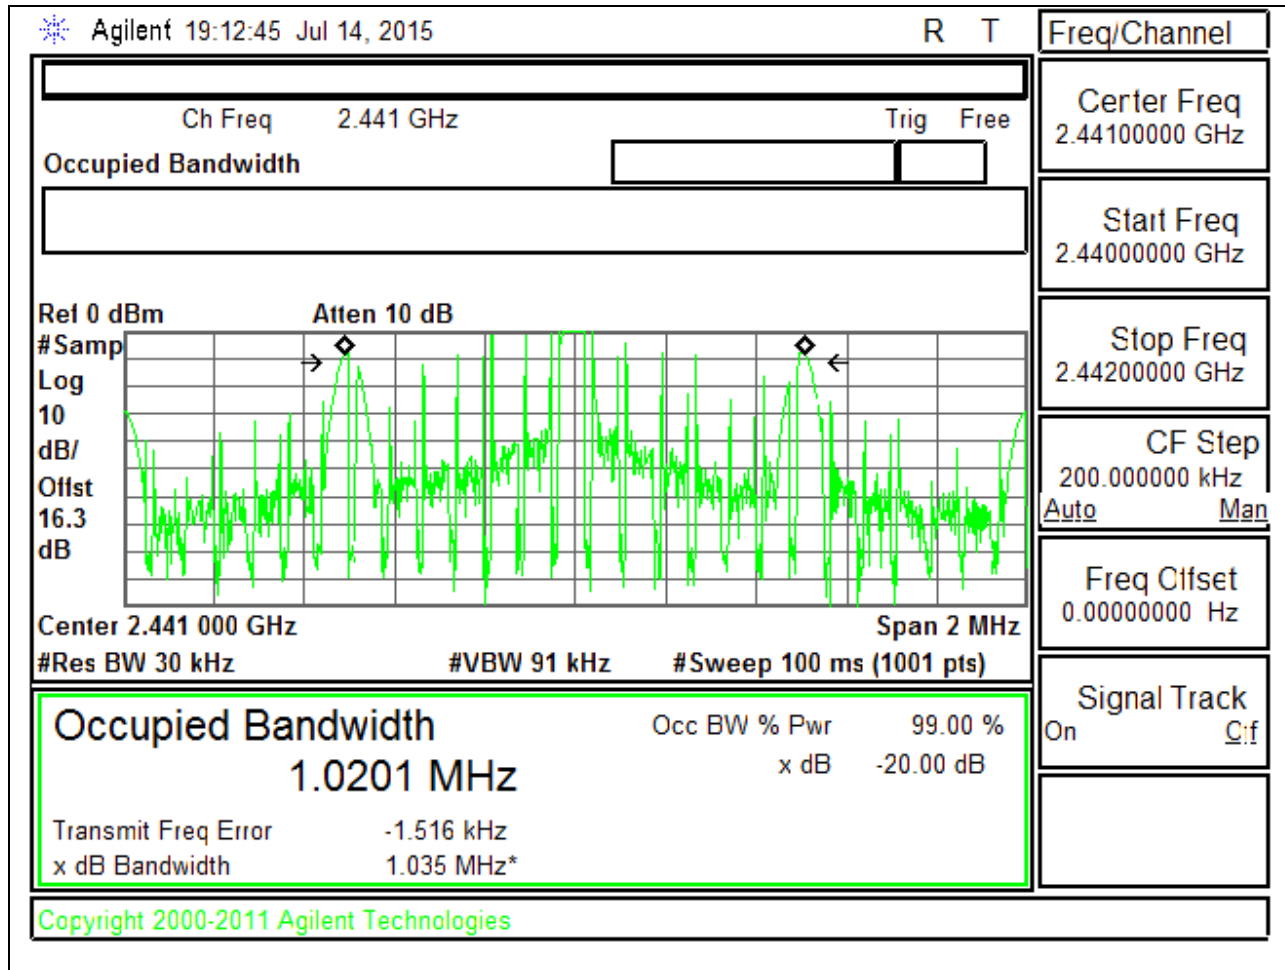 Agilent 19:12:45 Jul 14, 2015 R T
Freq/Channel
Ch Freq 2.441 GHz Trig Free
Occupied Bandwidth
Center Freq
2.44100000 GHz
Start Freq
2.44000000 GHz
Stop Freq
2.44200000 GHz
CF Step
200.000000 kHz
Auto Man
Freq Offset
0.00000000 Hz
Signal Track
On Off
Ref 0 dBm Atten 10 dB
#Samp
Log
10
dB/
Offst
16.3
dB
Center 2.441 000 GHz Span 2 MHz
#Res BW 30 kHz #VBW 91 kHz #Sweep 100 ms (1001 pts)
Occupied Bandwidth
1.0201 MHz
Occ BW % Pwr 99.00 %
x dB -20.00 dB
Transmit Freq Error -1.516 kHz
x dB Bandwidth 1.035 MHz*
Copyright 2000-2011 Agilent Technologies